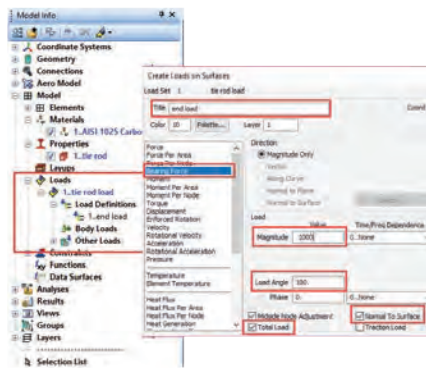 Model Info
Coordinate Systems
Geometry
Connections
Aero Model
Model
Elements
Materials
1..AISI 1025 Carbo
Properties
1..tie rod
Layups
Loads
1..tie rod load
Load Definitions
1..end load
Body Loads
Other Loads
Constraints
Functions
Data Surfaces
Analyses
Results
Views
Groups
Layers
Selection List
Create Loads on Surfaces
Load Set 1 tie rod load
Title end load
Coord
Color 10 Palette... Layer 1
Force
Force Per Area
Force Per Node
Bearing Force
Moment
Moment Per Area
Moment Per Node
Torque
Displacement
Enforced Rotation
Velocity
Rotational Velocity
Acceleration
Rotational Acceleration
Pressure
Temperature
Element Temperature
Heat Flux
Heat Flux Per Area
Heat Flux Per Node
Heat Generation
Direction
Magnitude Only
Vector
Along Curve
Normal to Plane
Normal to Surface
Load
Value Time/Freq Dependence
Magnitude 1000 0..None
Load Angle 180.
Phase 0. 0..None
Midside Node Adjustment Normal To Surface
Total Load Traction Load